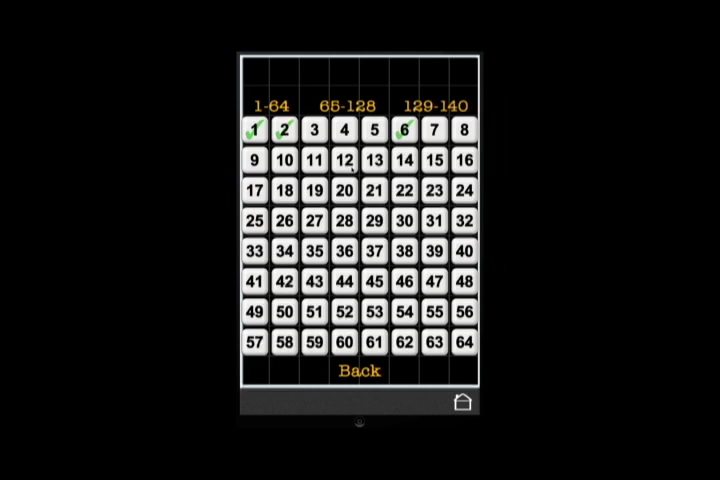 1-64 65-128 129-140
1 2 3 4 5 6 7 8
9 10 11 12 13 14 15 16
17 18 19 20 21 22 23 24
25 26 27 28 29 30 31 32
33 34 35 36 37 38 39 40
41 42 43 44 45 46 47 48
49 50 51 52 53 54 55 56
57 58 59 60 61 62 63 64
Back